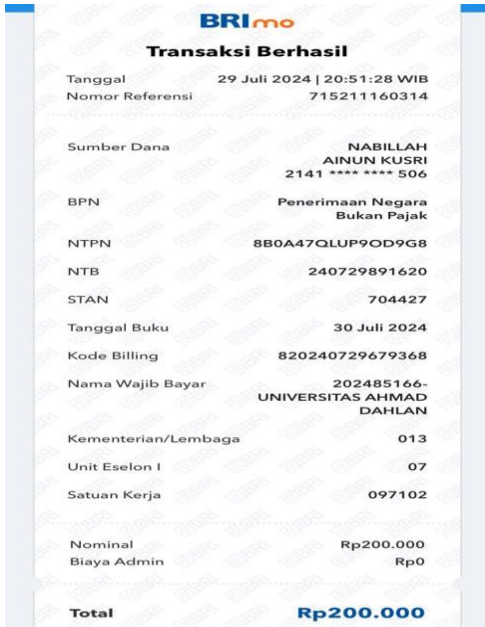 BRImo
Transaksi Berhasil
Tanggal 29 Juli 2024 | 20:51:28 WIB
Nomor Referensi 715211160314
Sumber Dana NABILLAH
AINUN KUSRI
2141 **** **** 506
BPN Penerimaan Negara
Bukan Pajak
NTPN 8B0A47QLUP9OD9G8
NTB 240729891620
STAN 704427
Tanggal Buku 30 Juli 2024
Kode Billing 820240729679368
Nama Wajib Bayar 202485166-
UNIVERSITAS AHMAD
DAHLAN
Kementerian/Lembaga 013
Unit Eselon I 07
Satuan Kerja 097102
Nominal Rp200.000
Biaya Admin Rp0
Total Rp200.000